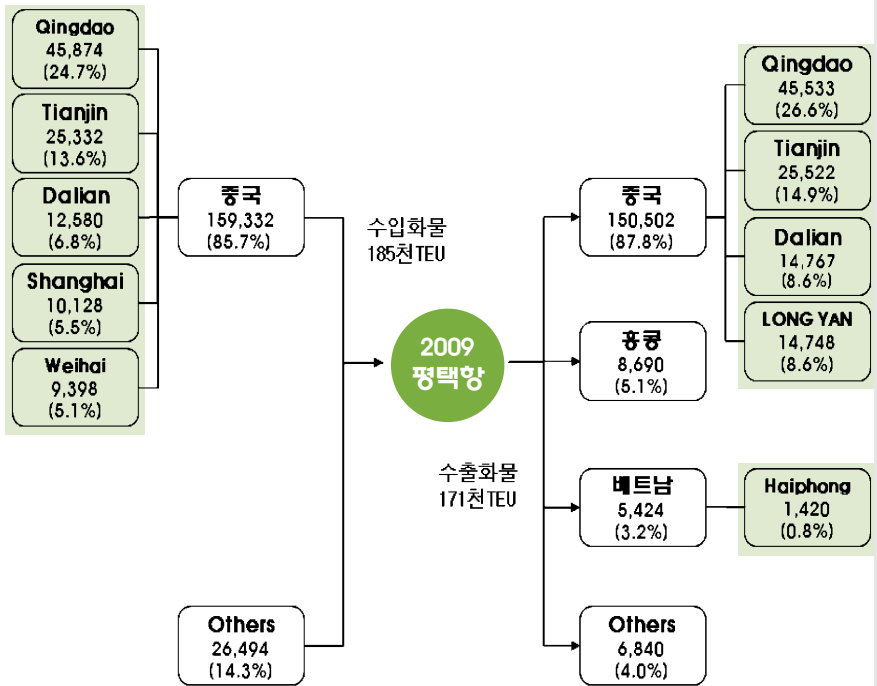 Qingdao
45,874
(24.7%)
Tianjin
25,332
(13.6%)
Dalian
12,580
(6.8%)
Shanghai
10,128
(5.5%)
Weihai
9,398
(5.1%)
중국
159,332
(85.7%)
Others
26,494
(14.3%)
수입화물
185천TEU
2009
평택항
수출화물
171천TEU
중국
150,502
(87.8%)
홍콩
8,690
(5.1%)
베트남
5,424
(3.2%)
Others
6,840
(4.0%)
Qingdao
45,533
(26.6%)
Tianjin
25,522
(14.9%)
Dalian
14,767
(8.6%)
LONG YAN
14,748
(8.6%)
Haiphong
1,420
(0.8%)